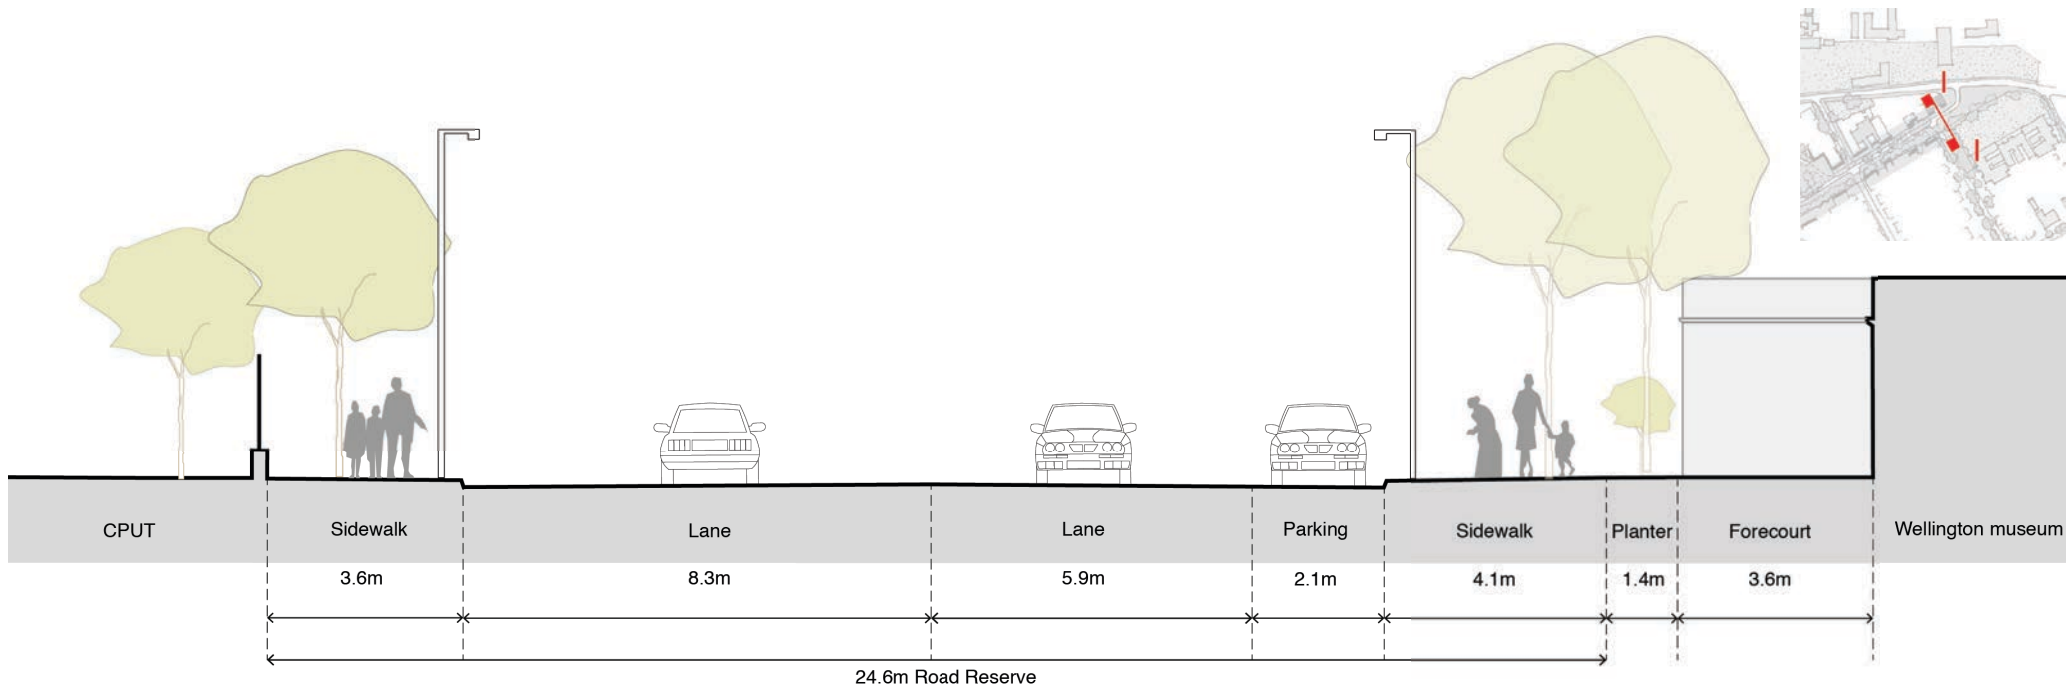 CPUT
Sidewalk
Lane
Lane
Parking
Sidewalk
Planter
Forecourt
Wellington museum
3.6m
8.3m
5.9m
2.1m
4.1m
1.4m
3.6m
24.6m Road Reserve